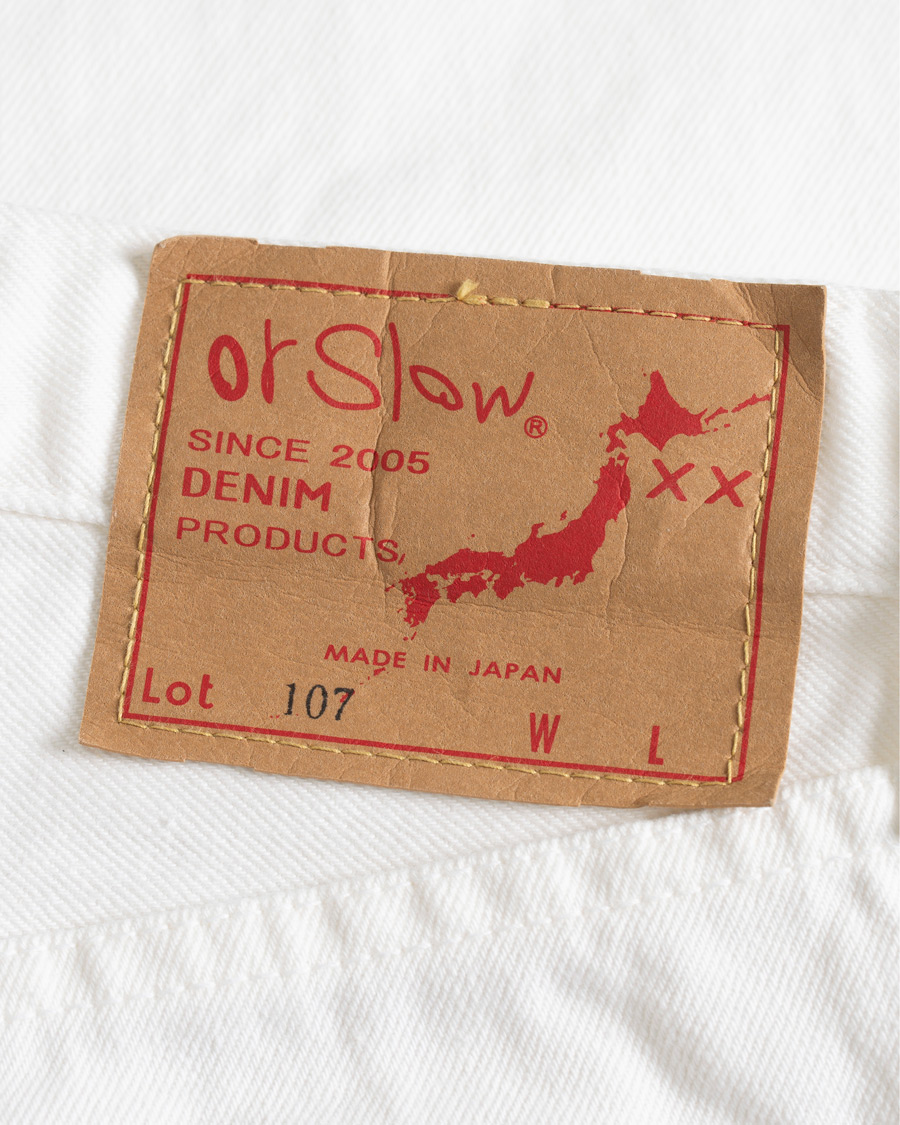 orSlow®
SINCE 2005
DENIM
PRODUCTS
XX
MADE IN JAPAN
Lot 107
W L